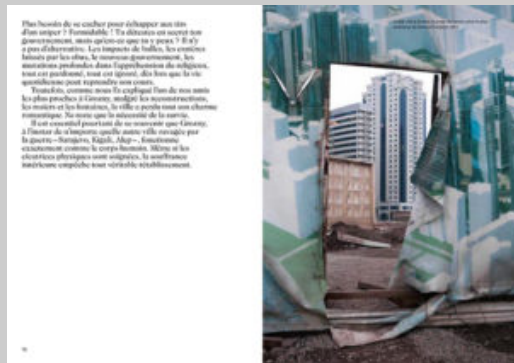 Plus besoin de se cacher pour échapper aux tirs
d'un sniper ? Formidable ! Tu détestes en secret ton
gouvernement, mais qu'est-ce que tu y peux ? Il n'y
a pas d'alternative. Les impacts de balles, les cratères
laissés par les obus, le nouveau gouvernement, les
mutations profondes dans l'appréhension du religieux,
tout est pardonné, tout est ignoré, dès lors que la vie
quotidienne peut reprendre son cours.
Toutefois, comme nous l'a expliqué l'un de nos amis
les plus proches à Grozny, malgré les reconstructions,
les rosiers et les fontaines, la ville a perdu tout son charme
romantique. Ne reste que la nécessité de la survie.
Il est essentiel pourtant de se souvenir que Grozny,
à l'instar de n'importe quelle autre ville ravagée par
la guerre – Sarajevo, Kigali, Alep –, fonctionne
exactement comme le corps humain. Même si les
cicatrices physiques sont soignées, la souffrance
intérieure empêche tout véritable rétablissement.